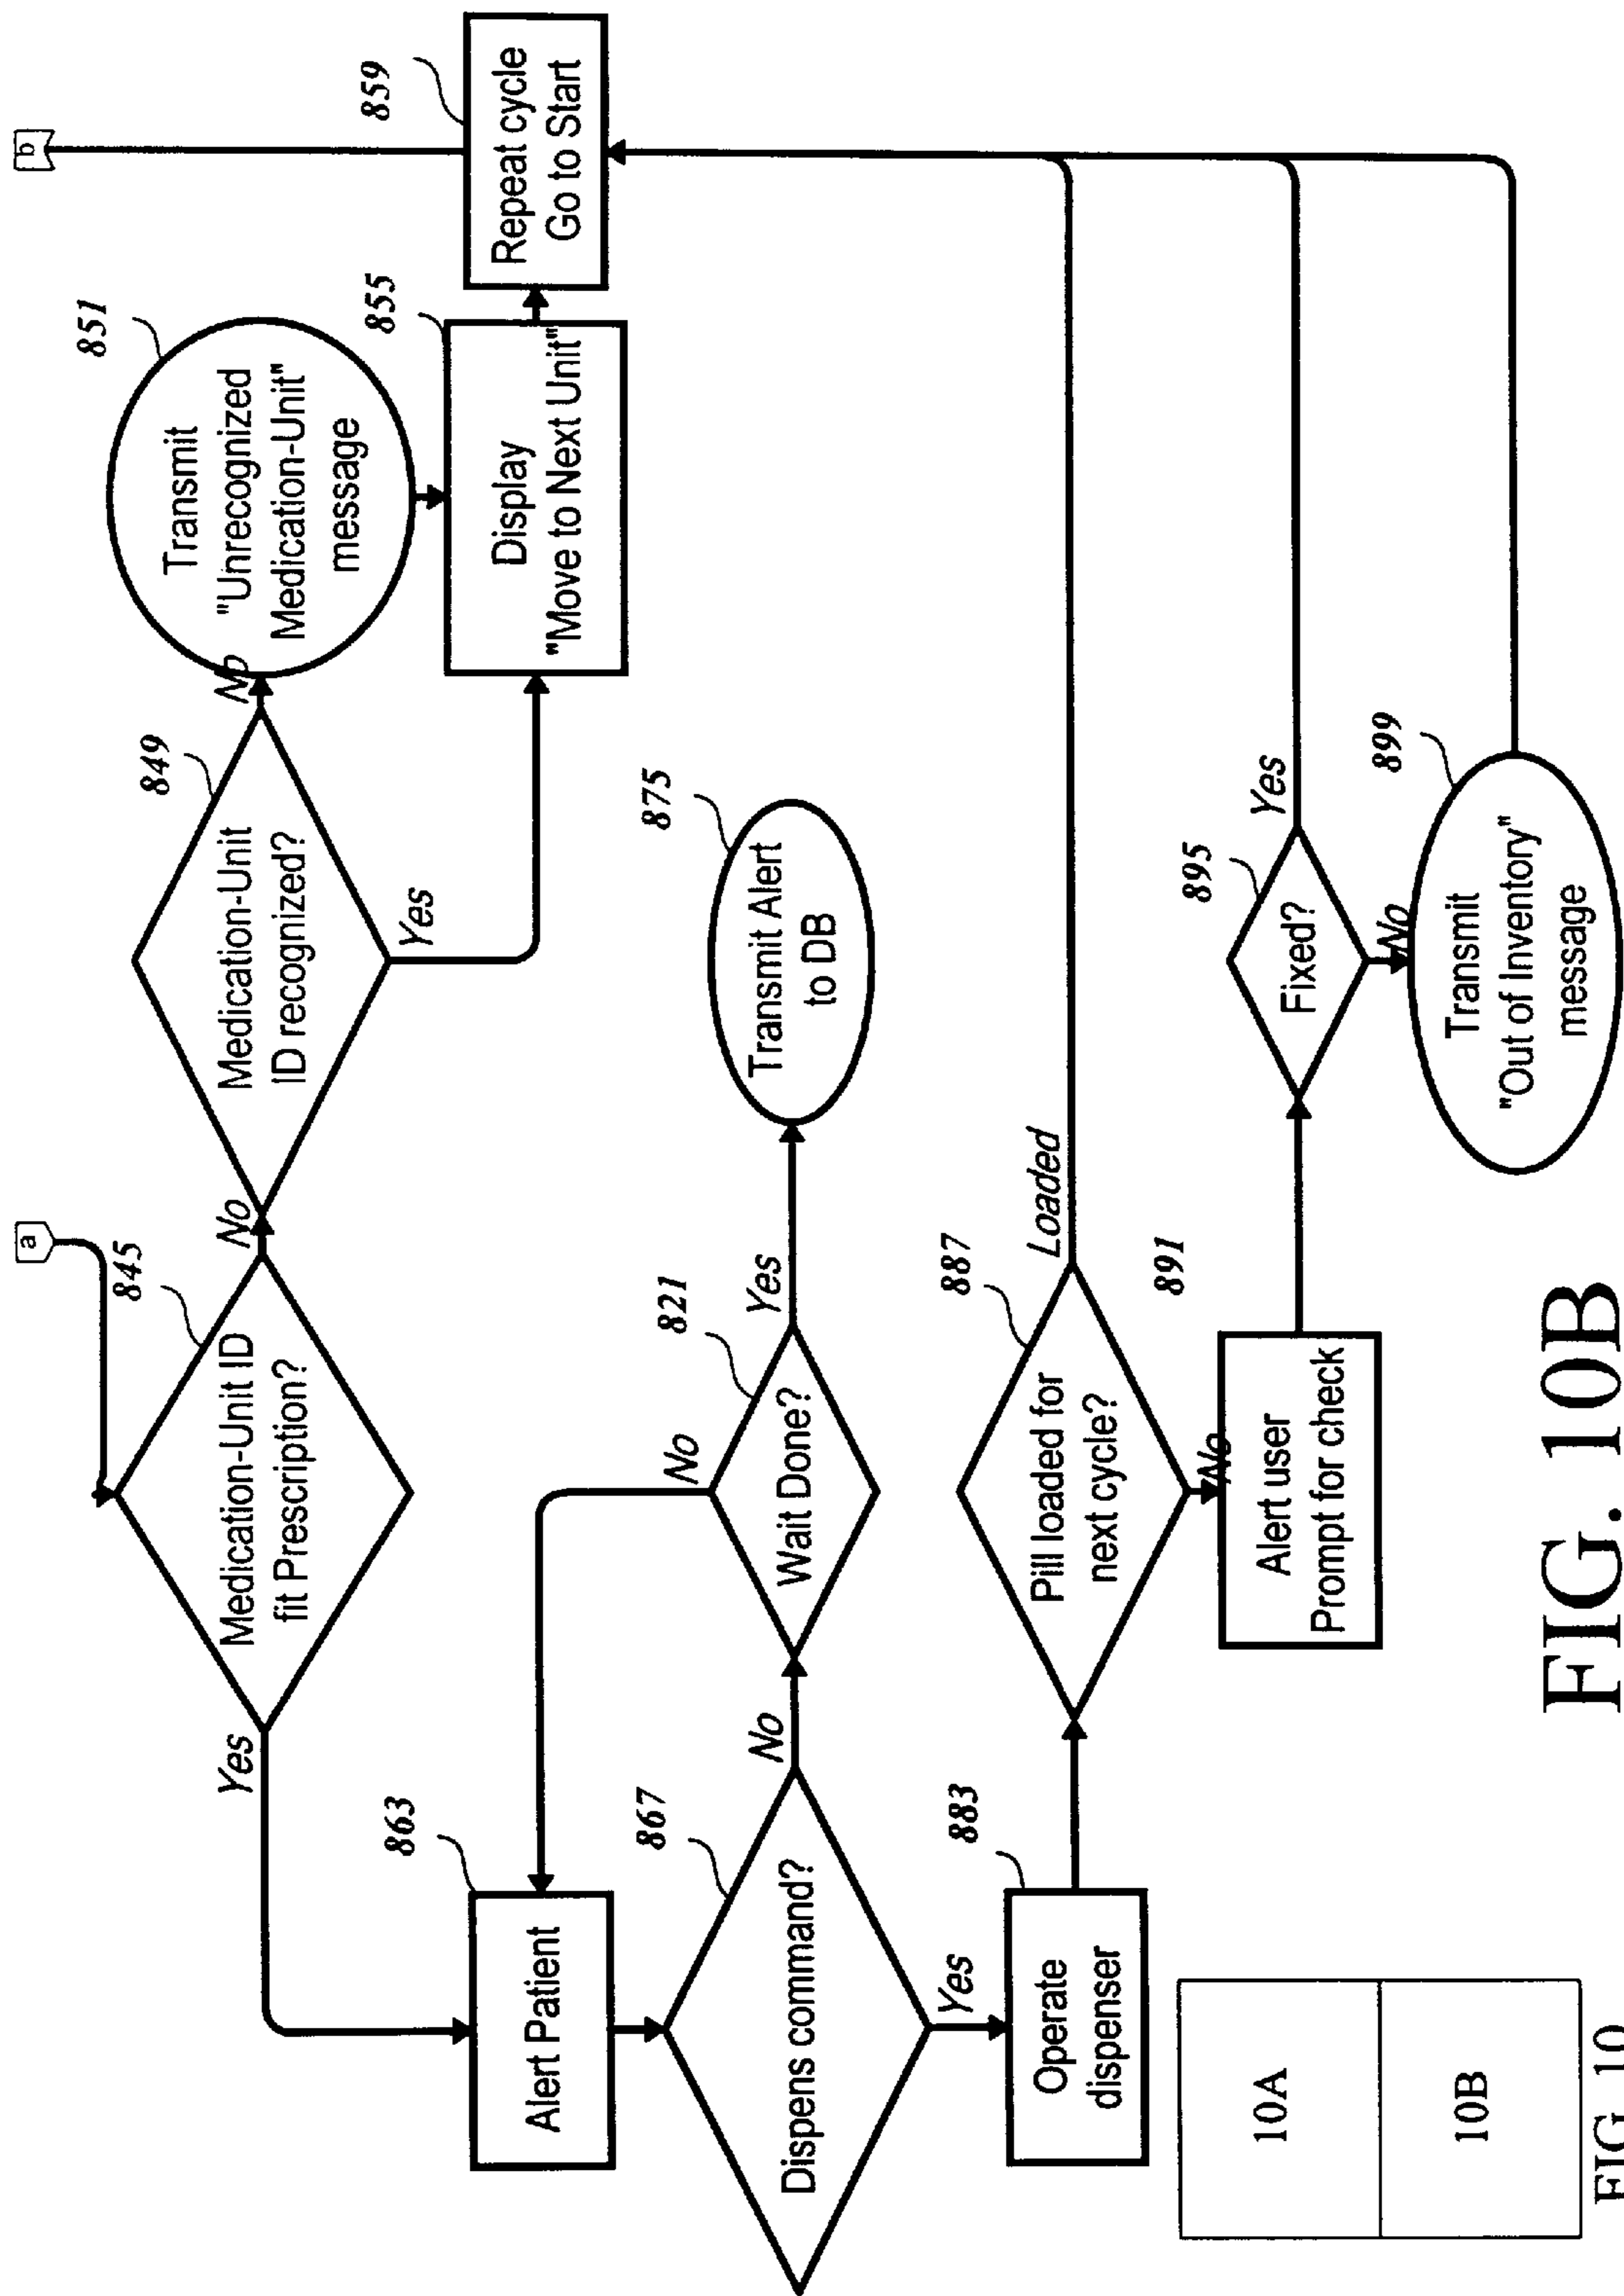 a
b
845
Medication-Unit ID
fit Prescription?
Yes
No
849
Medication-Unit
ID recognized?
No
Yes
851
Transmit
"Unrecognized
Medication-Unit"
message
855
Display
"Move to Next Unit"
859
Repeat cycle
Go to Start
863
Alert Patient
867
Dispens command?
No
Yes
821
Wait Done?
No
Yes
875
Transmit Alert
to DB
883
Operate
dispenser
887
Pill loaded for
next cycle?
Loaded
No
891
Alert user
Prompt for check
895
Fixed?
Yes
No
899
Transmit
"Out of Inventory"
message
10A
10B
FIG. 10
FIG. 10B